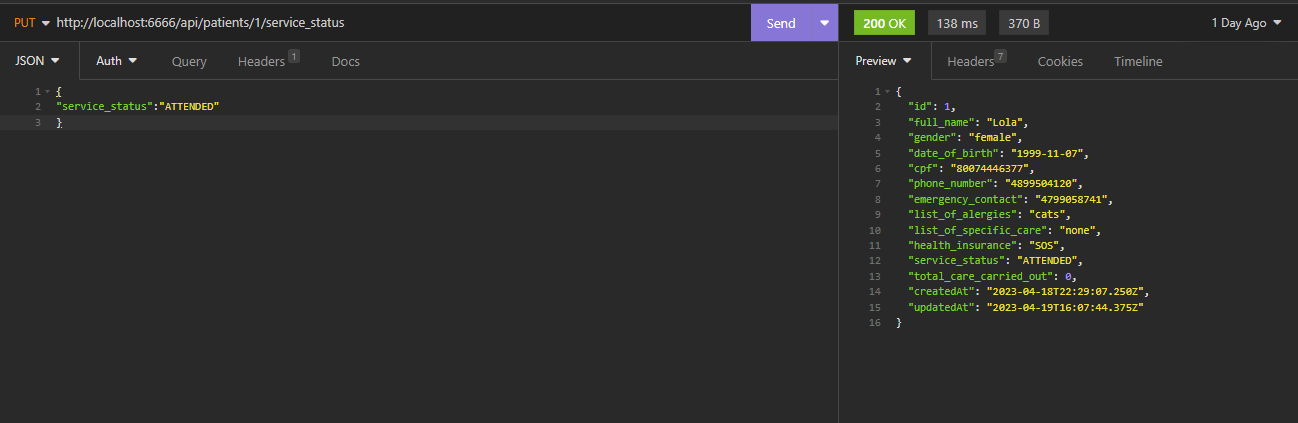 PUT http://localhost:6666/api/patients/1/service_status Send
JSON Auth Query Headers 1 Docs
1 {
2 "service_status":"ATTENDED"
3 }
200 OK 138 ms 370 B 1 Day Ago
Preview Headers 7 Cookies Timeline
1 {
2 "id": 1,
3 "full_name": "Lola",
4 "gender": "female",
5 "date_of_birth": "1999-11-07",
6 "cpf": "80074446377",
7 "phone_number": "4899504120",
8 "emergency_contact": "4799058741",
9 "list_of_alergies": "cats",
10 "list_of_specific_care": "none",
11 "health_insurance": "SOS",
12 "service_status": "ATTENDED",
13 "total_care_carried_out": 0,
14 "createdAt": "2023-04-18T22:29:07.250Z",
15 "updatedAt": "2023-04-19T16:07:44.375Z"
16 }